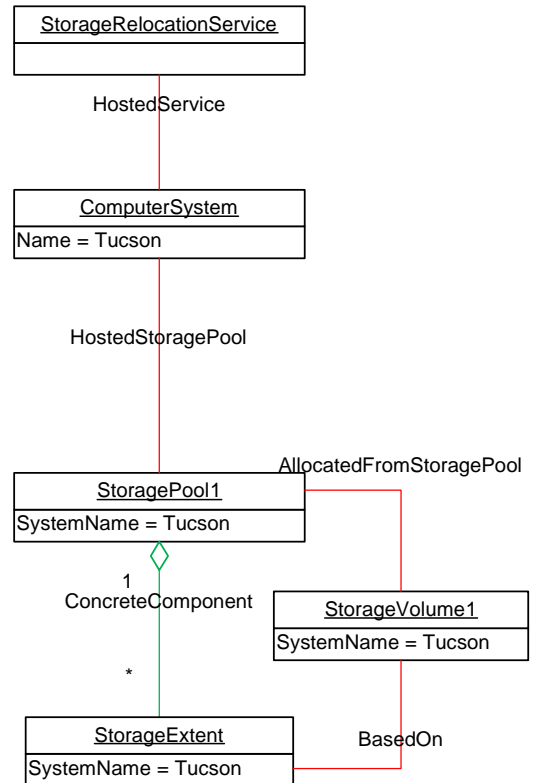 StorageRelocationService
HostedService
ComputerSystem
Name = Tucson
HostedStoragePool
AllocatedFromStoragePool
StoragePool1
SystemName = Tucson
1
ConcreteComponent
StorageVolume1
SystemName = Tucson
*
StorageExtent
BasedOn
SystemName = Tucson